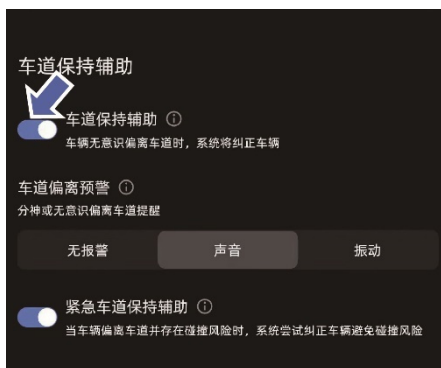 车道保持辅助
车道保持辅助
车辆无意识偏离车道时，系统将纠正车辆
车道偏离预警
分神或无意识偏离车道提醒
无报警 声音 振动
紧急车道保持辅助
当车辆偏离车道并存在碰撞风险时，系统尝试纠正车辆避免碰撞风险